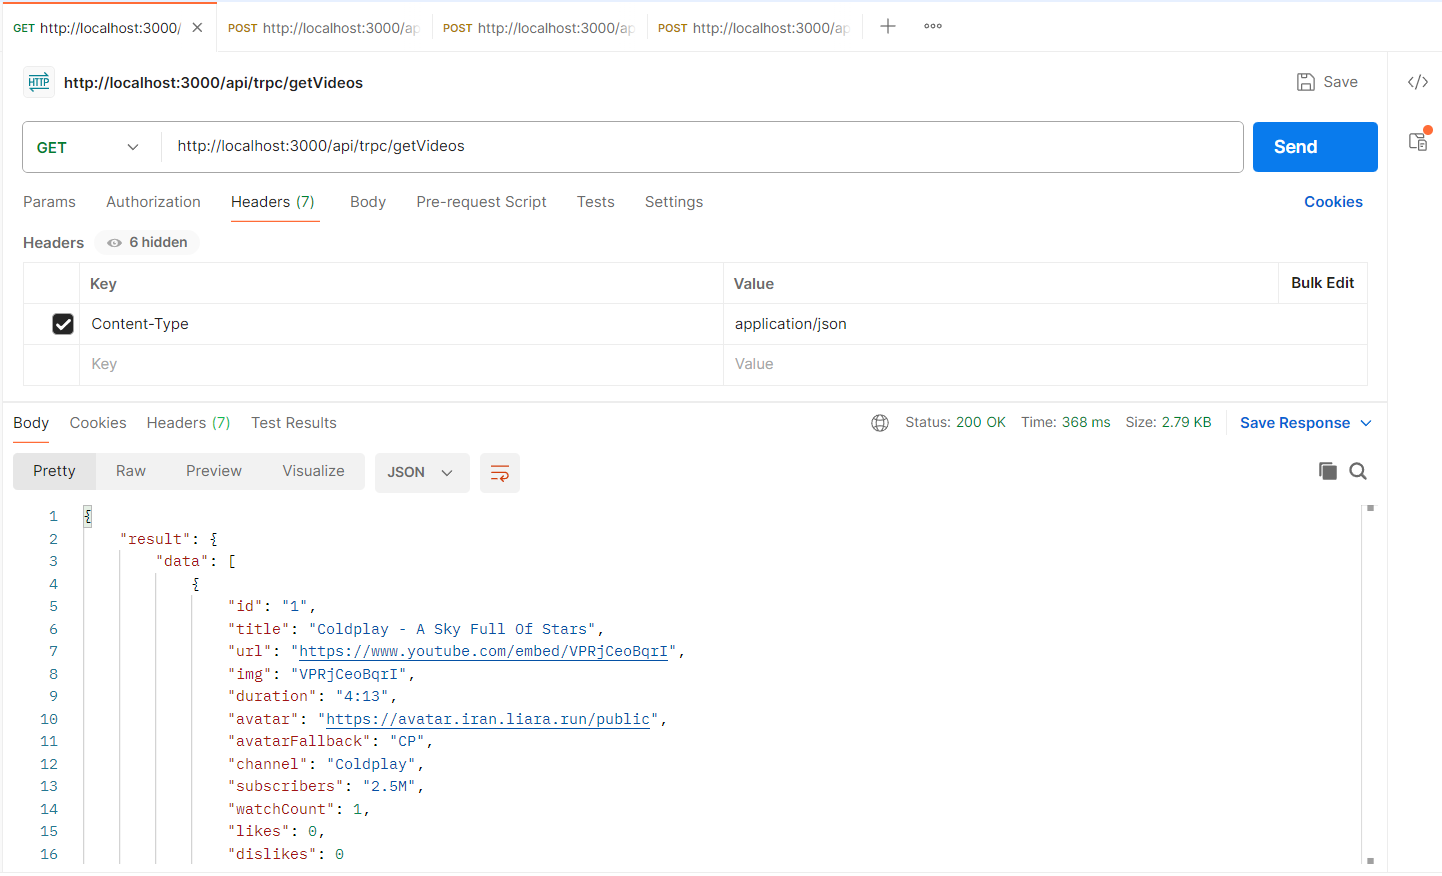 GET http://localhost:3000/ POST http://localhost:3000/ap POST http://localhost:3000/ap POST http://localhost:3000/ap
HTTP http://localhost:3000/api/trpc/getVideos Save
GET http://localhost:3000/api/trpc/getVideos Send
Params Authorization Headers (7) Body Pre-request Script Tests Settings Cookies
Headers 6 hidden
Key Value Bulk Edit
Content-Type application/json
Key Value
Body Cookies Headers (7) Test Results Status: 200 OK Time: 368 ms Size: 2.79 KB Save Response
Pretty Raw Preview Visualize JSON
1 {
2 "result": {
3 "data": [
4 {
5 "id": "1",
6 "title": "Coldplay - A Sky Full Of Stars",
7 "url": "https://www.youtube.com/embed/VPRjCeoBqrI",
8 "img": "VPRjCeoBqrI",
9 "duration": "4:13",
10 "avatar": "https://avatar.iran.liara.run/public",
11 "avatarFallback": "CP",
12 "channel": "Coldplay",
13 "subscribers": "2.5M",
14 "watchCount": 1,
15 "likes": 0,
16 "dislikes": 0